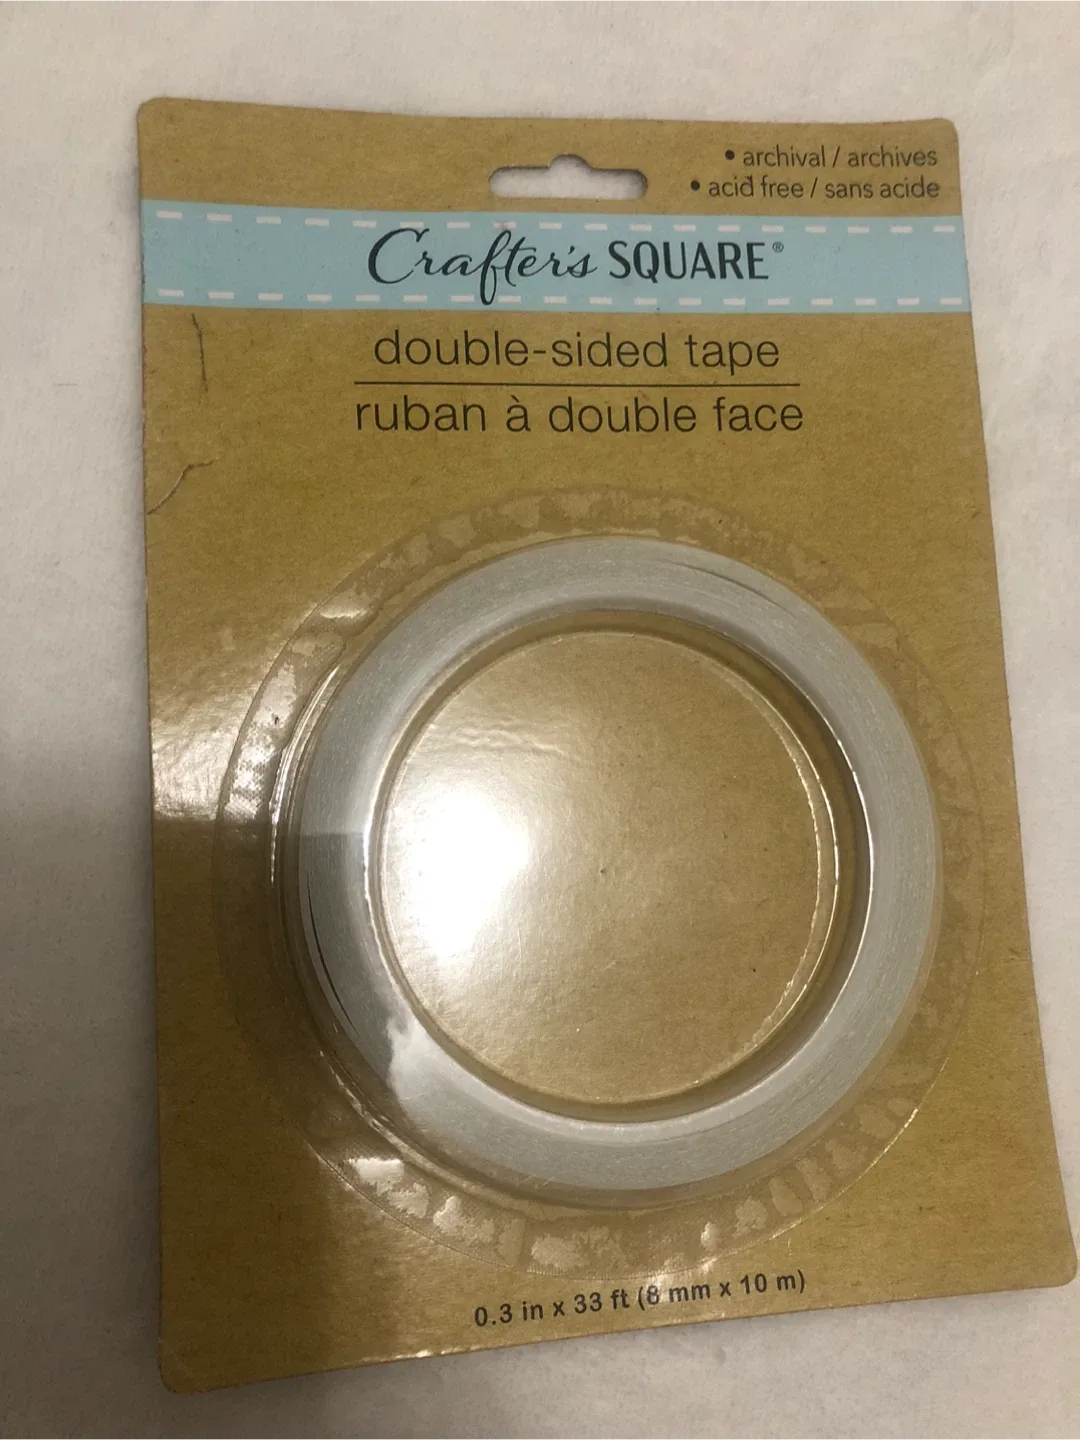 • archival / archives
• acid free / sans acide
Crafter's SQUARE®
double-sided tape
ruban à double face
0.3 in x 33 ft (8 mm x 10 m)